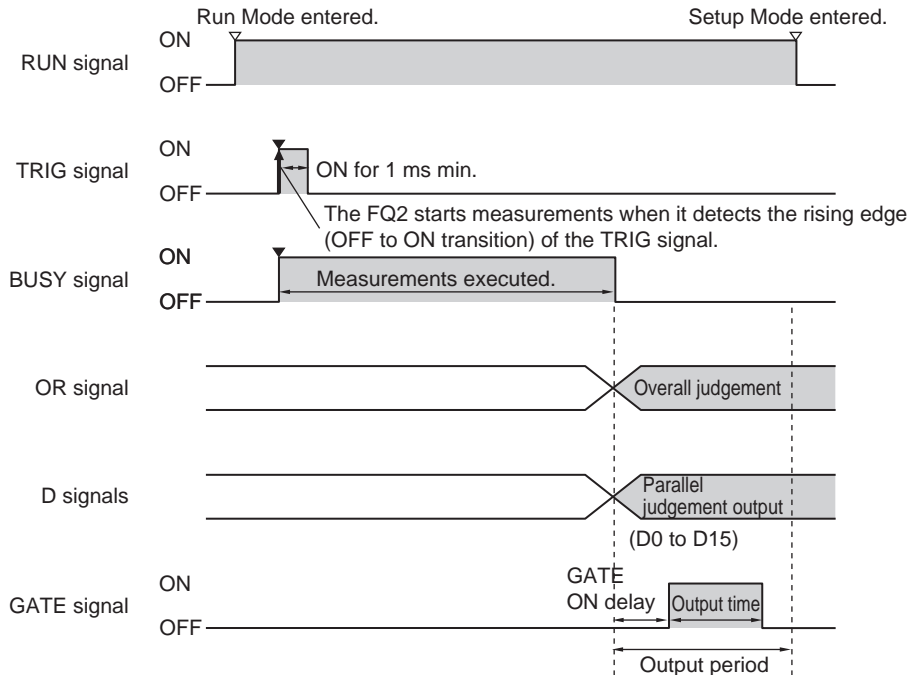 Run Mode entered. Setup Mode entered.
ON
RUN signal
OFF
ON
TRIG signal
ON for 1 ms min.
OFF
The FQ2 starts measurements when it detects the rising edge
(OFF to ON transition) of the TRIG signal.
ON
BUSY signal
Measurements executed.
OFF
OR signal
Overall judgement
D signals
Parallel
judgement output
(D0 to D15)
ON
GATE signal
OFF
GATE
ON delay
Output time
Output period